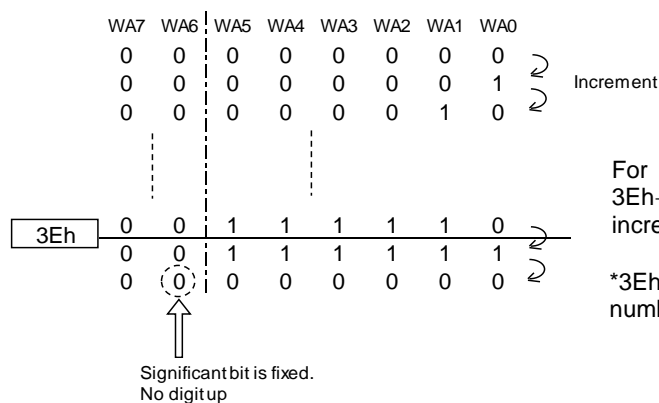 WA7 WA6 WA5 WA4 WA3 WA2 WA1 WA0
0 0 0 0 0 0 0 0
0 0 0 0 0 0 0 1
Increment
0 0 0 0 0 0 1 0
For
3Eh-
incre
3Eh 0 0 1 1 1 1 1 0
0 0 1 1 1 1 1 1
0 0 0 0 0 0 0 0
*3Eh
numb
Significant bit is fixed.
No digit up